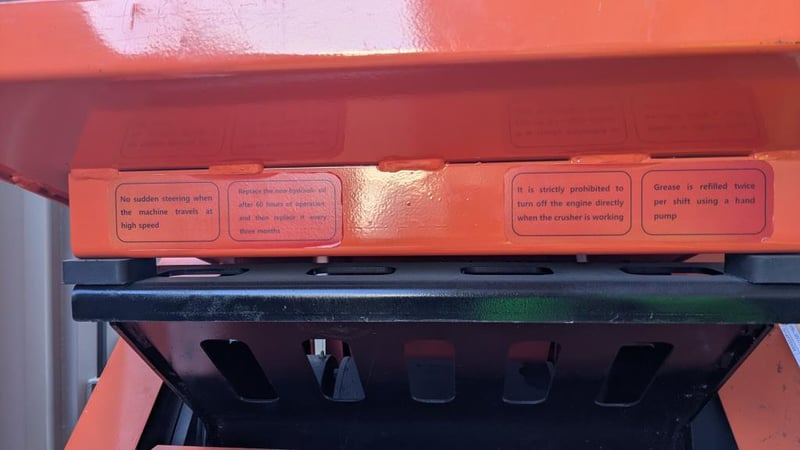 No sudden steering when
the machine travels at
high speed
Replace the non-hydraulic oil
after 60 hours of operation
and then replace it every
three months
It is strictly prohibited to
turn off the engine directly
when the crusher is working
Grease is refilled twice
per shift using a hand
pump